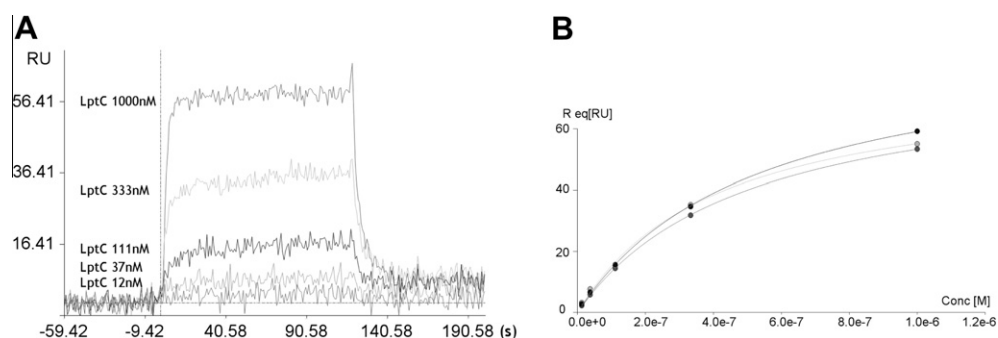 A
RU
56.41
36.41
16.41
LptC 1000nM
LptC 333nM
LptC 111nM
LptC 37nM
LptC 12nM
-59.42 -9.42 40.58 90.58 140.58 190.58 (s)
B
R eq[RU]
60
40
20
0
Conc [M]
0.0e+0 2.0e-7 4.0e-7 6.0e-7 8.0e-7 1.0e-6 1.2e-6